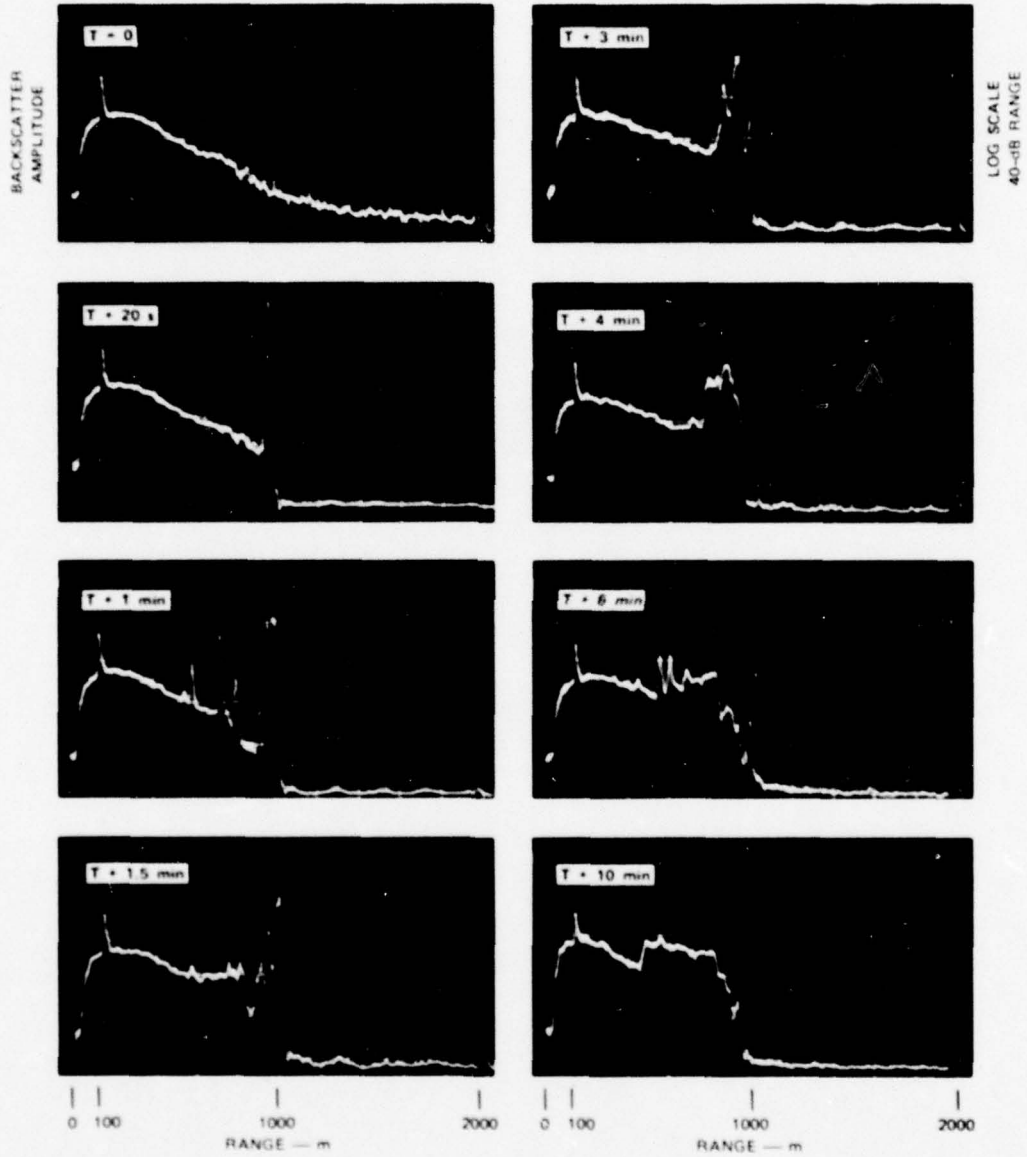 BACKSCATTER
AMPLITUDE
T = 0
T + 20 s
T + 1 min
T + 1.5 min
T + 3 min
T + 4 min
T + 6 min
T + 10 min
LOG SCALE
40-dB RANGE
0 100 1000 2000
RANGE — m
0 100 1000 2000
RANGE — m